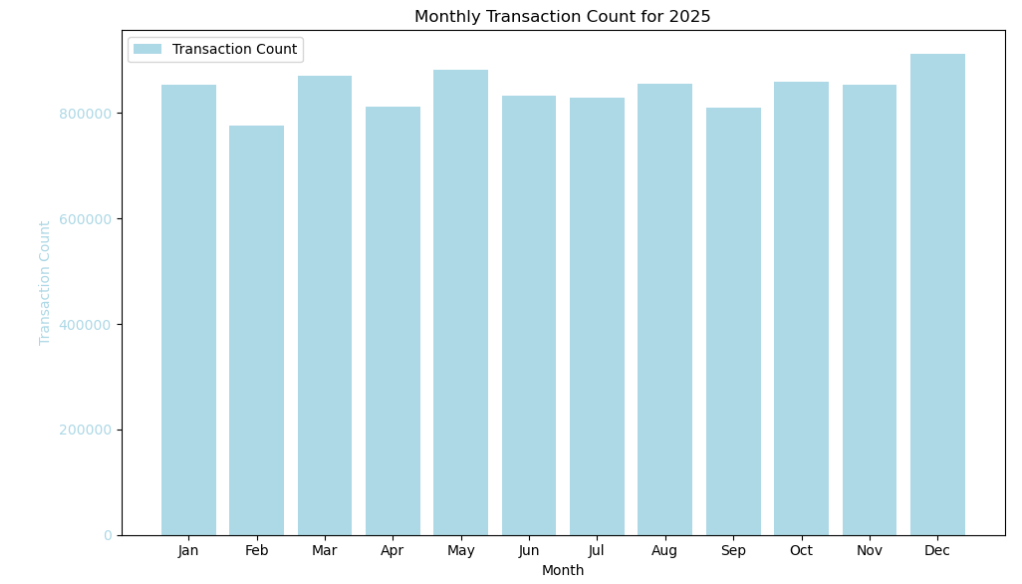 Monthly Transaction Count for 2025
Transaction Count
800000
600000
400000
200000
0
Transaction Count
Jan Feb Mar Apr May Jun Jul Aug Sep Oct Nov Dec
Month